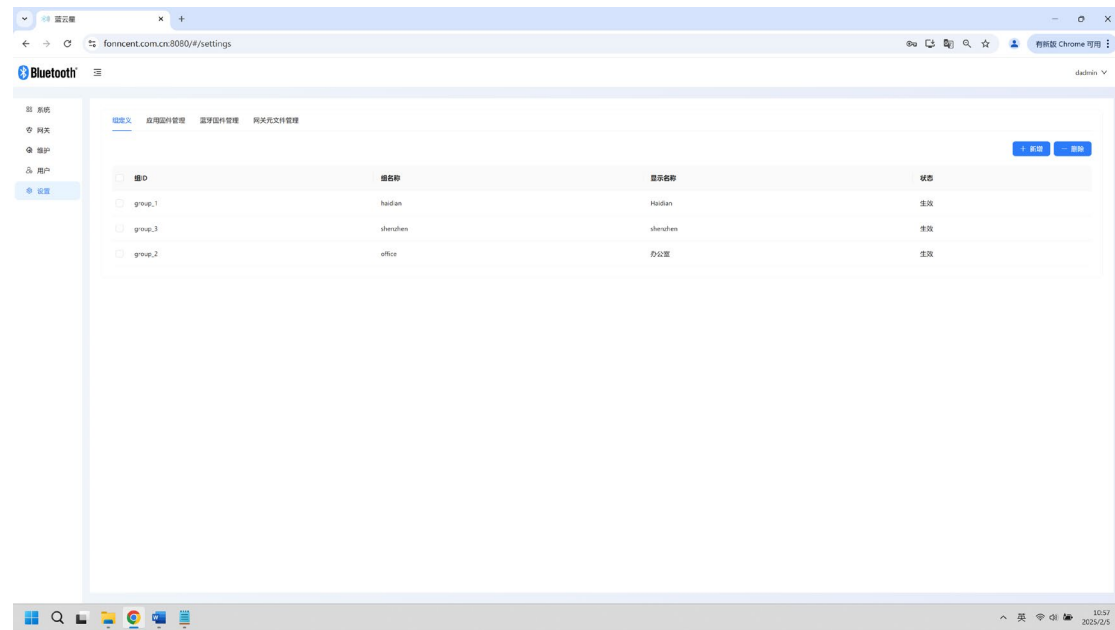 蓝云屋
fonncent.com.cn:8080/#/settings
有新版 Chrome 可用
Bluetooth
dadmin
系统
网关
维护
用户
设置
组定义 应用固件管理 蓝牙固件管理 网关元文件管理
+ 新增 − 删除
组ID 组名称 显示名称 状态
group_1 haidian Haidian 生效
group_3 shenzhen shenzhen 生效
group_2 office 办公室 生效
英
10:57
2025/2/5